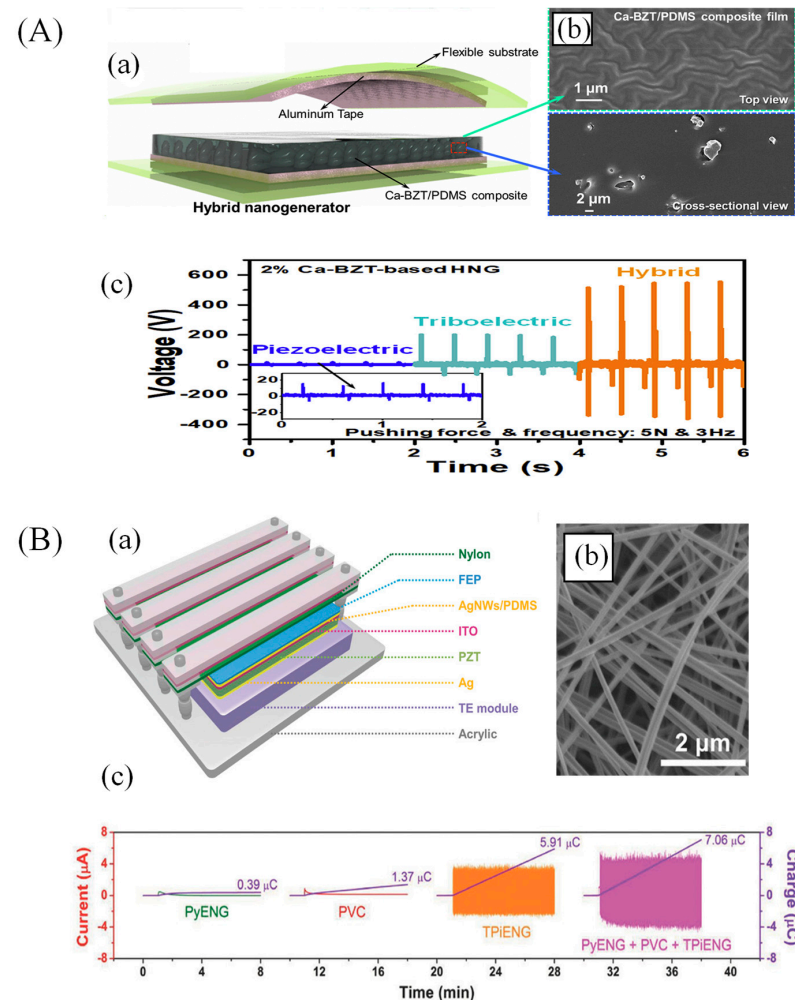 (A)
(a)
Flexible substrate
Aluminum Tape
Ca-BZT/PDMS composite
Hybrid nanogenerator
(b)
Ca-BZT/PDMS composite film
1 μm
Top view
2 μm
Cross-sectional view
(c)
2% Ca-BZT-based HNG
Hybrid
Triboelectric
Piezoelectric
Pushing force & frequency: 5N & 3Hz
Voltage (V)
600
400
200
0
-200
-400
20
0
-20
0
1
2
0
1
2
3
4
5
6
Time (s)
(B)
(a)
Nylon
FEP
AgNWs/PDMS
ITO
PZT
Ag
TE module
Acrylic
(b)
2 μm
(c)
Current (μA)
8
4
0
-4
-8
0.39 μC
PyENG
1.37 μC
PVC
5.91 μC
TPiENG
7.06 μC
PyENG + PVC + TPiENG
8
4
0
-4
-8
Charge (μC)
0
4
8
12
16
20
24
28
32
36
40
Time (min)